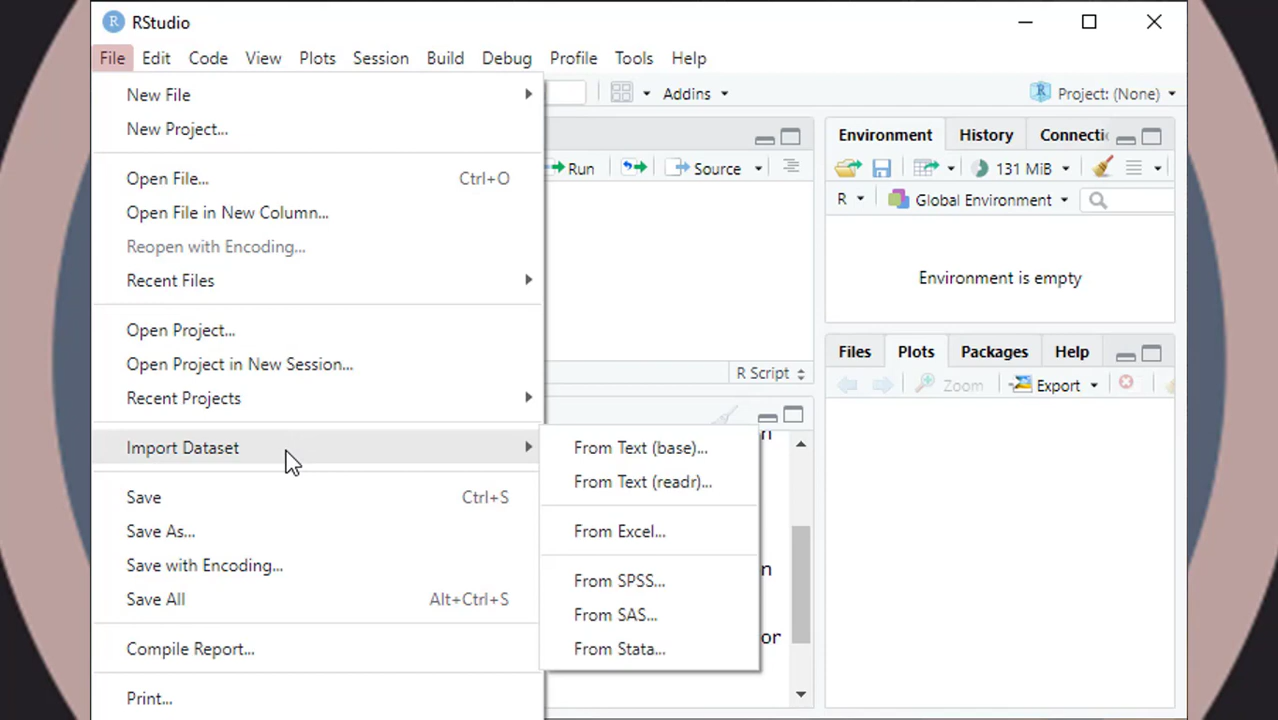 RStudio
File Edit Code View Plots Session Build Debug Profile Tools Help
New File
New Project...
Open File... Ctrl+O
Open File in New Column...
Reopen with Encoding...
Recent Files
Open Project...
Open Project in New Session...
Recent Projects
Import Dataset
Save Ctrl+S
Save As...
Save with Encoding...
Save All Alt+Ctrl+S
Compile Report...
Print...
From Text (base)...
From Text (readr)...
From Excel...
From SPSS...
From SAS...
From Stata...
Addins
Project: (None)
Run Source
R Script
n
n
or
Environment History Connecti
131 MiB
R Global Environment
Environment is empty
Files Plots Packages Help
Zoom Export